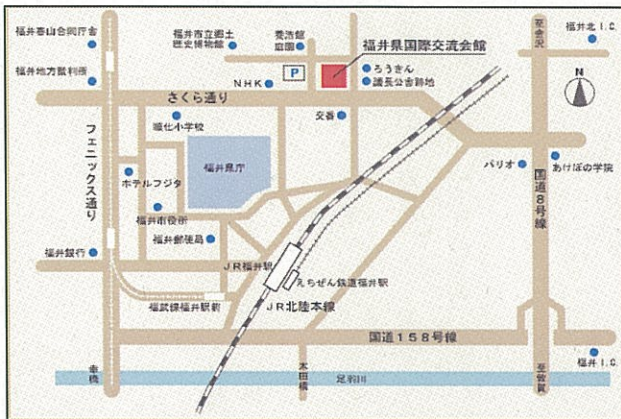 福井春山合同庁舎
福井市立郷土
歴史博物館
養浩館
庭園
福井県国際交流会館
至金沢
福井北I.C.
福井地方裁判所
NHK
P
ろうきん
議長公舎跡地
N
さくら通り
順化小学校
交番
フェニックス通り
福井県庁
ホテルフジタ
パリオ
あけぼの学院
国道8号線
福井市役所
福井郵便局
福井銀行
JR福井駅
えちぜん鉄道福井駅
福武線福井駅前
JR北陸本線
国道158号線
幸橋
木田橋
足羽川
至敦賀
福井I.C.